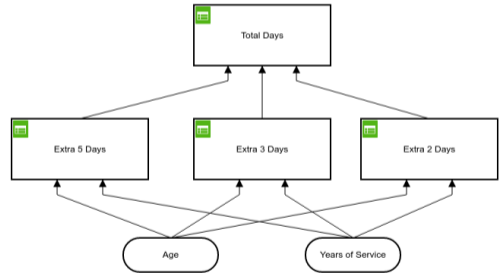 Total Days
Extra 5 Days
Extra 3 Days
Extra 2 Days
Age
Years of Service